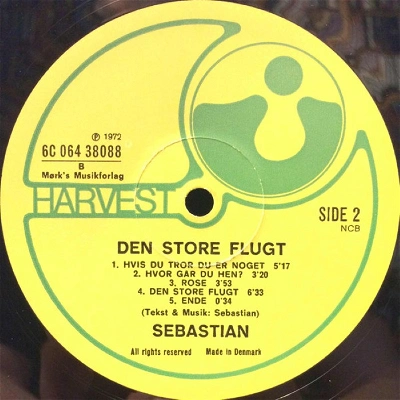 ℗ 1972
6C 064 38088
B
Mørk's Musikforlag
HARVEST
SIDE 2
NCB
DEN STORE FLUGT
1. HVIS DU TROR DU ER NOGET 5'17
2. HVOR GÅR DU HEN? 3'20
3. ROSE 3'53
4. DEN STORE FLUGT 6'33
5. ENDE 0'34
(Tekst & Musik: Sebastian)
SEBASTIAN
All rights reserved Made in Denmark